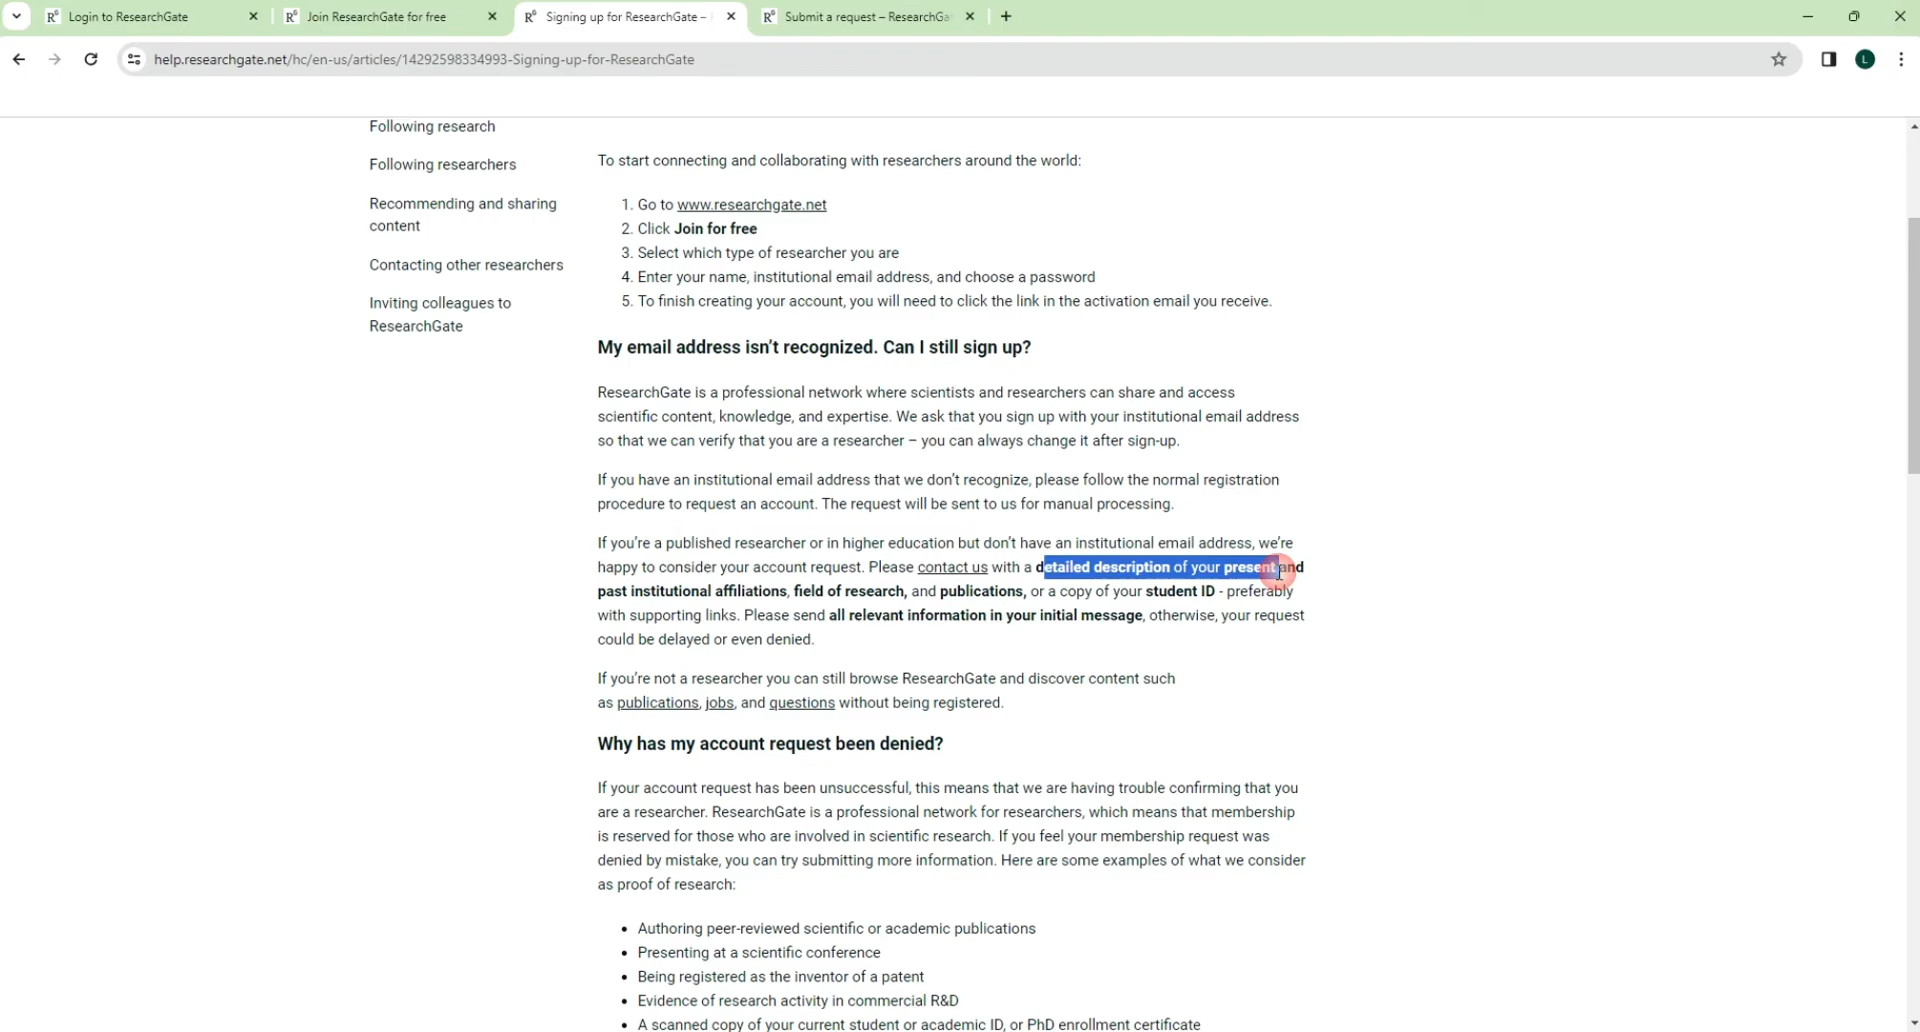 Login to ResearchGate
Join ResearchGate for free
Signing up for ResearchGate –
Submit a request – ResearchGa
help.researchgate.net/hc/en-us/articles/14292598334993-Signing-up-for-ResearchGate
L
Following research
Following researchers
Recommending and sharing
content
Contacting other researchers
Inviting colleagues to
ResearchGate
To start connecting and collaborating with researchers around the world:
1. Go to www.researchgate.net
2. Click Join for free
3. Select which type of researcher you are
4. Enter your name, institutional email address, and choose a password
5. To finish creating your account, you will need to click the link in the activation email you receive.
My email address isn't recognized. Can I still sign up?
ResearchGate is a professional network where scientists and researchers can share and access
scientific content, knowledge, and expertise. We ask that you sign up with your institutional email address
so that we can verify that you are a researcher – you can always change it after sign-up.
If you have an institutional email address that we don't recognize, please follow the normal registration
procedure to request an account. The request will be sent to us for manual processing.
If you're a published researcher or in higher education but don't have an institutional email address, we're
happy to consider your account request. Please contact us with a detailed description of your present and
past institutional affiliations, field of research, and publications, or a copy of your student ID - preferably
with supporting links. Please send all relevant information in your initial message, otherwise, your request
could be delayed or even denied.
If you're not a researcher you can still browse ResearchGate and discover content such
as publications, jobs, and questions without being registered.
Why has my account request been denied?
If your account request has been unsuccessful, this means that we are having trouble confirming that you
are a researcher. ResearchGate is a professional network for researchers, which means that membership
is reserved for those who are involved in scientific research. If you feel your membership request was
denied by mistake, you can try submitting more information. Here are some examples of what we consider
as proof of research:
• Authoring peer-reviewed scientific or academic publications
• Presenting at a scientific conference
• Being registered as the inventor of a patent
• Evidence of research activity in commercial R&D
• A scanned copy of your current student or academic ID, or PhD enrollment certificate